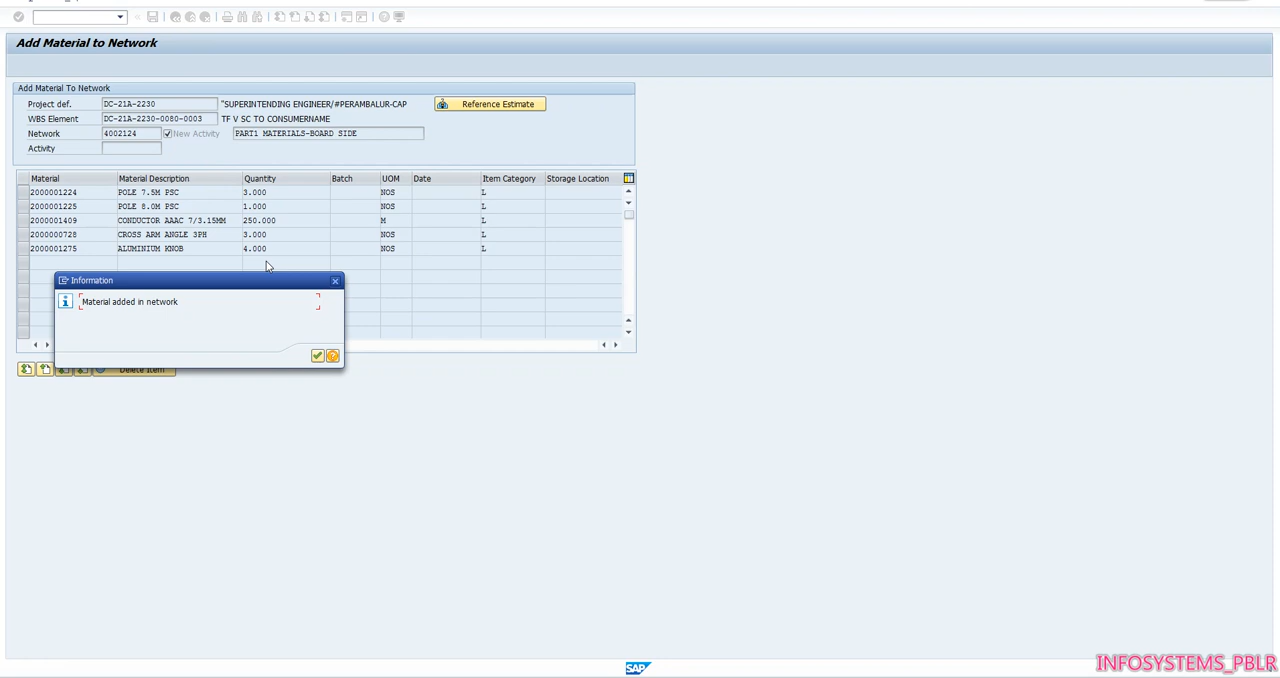 Add Material to Network
Add Material To Network
Project def. DC-21A-2230 "SUPERINTENDING ENGINEER/#PERAMBALUR-CAP Reference Estimate
WBS Element DC-21A-2230-0080-0003 TF V SC TO CONSUMERNAME
Network 4002124 New Activity PART1 MATERIALS-BOARD SIDE
Activity
Material Material Description Quantity Batch UOM Date Item Category Storage Location
2000001224 POLE 7.5M PSC 3.000 NOS L
2000001225 POLE 8.0M PSC 1.000 NOS L
2000001409 CONDUCTOR AAAC 7/3.15MM 250.000 M L
2000000728 CROSS ARM ANGLE 3PH 3.000 NOS L
2000001275 ALUMINIUM KNOB 4.000 NOS L
Information
Material added in network
Delete Item
SAP
INFOSYSTEMS_PBLR